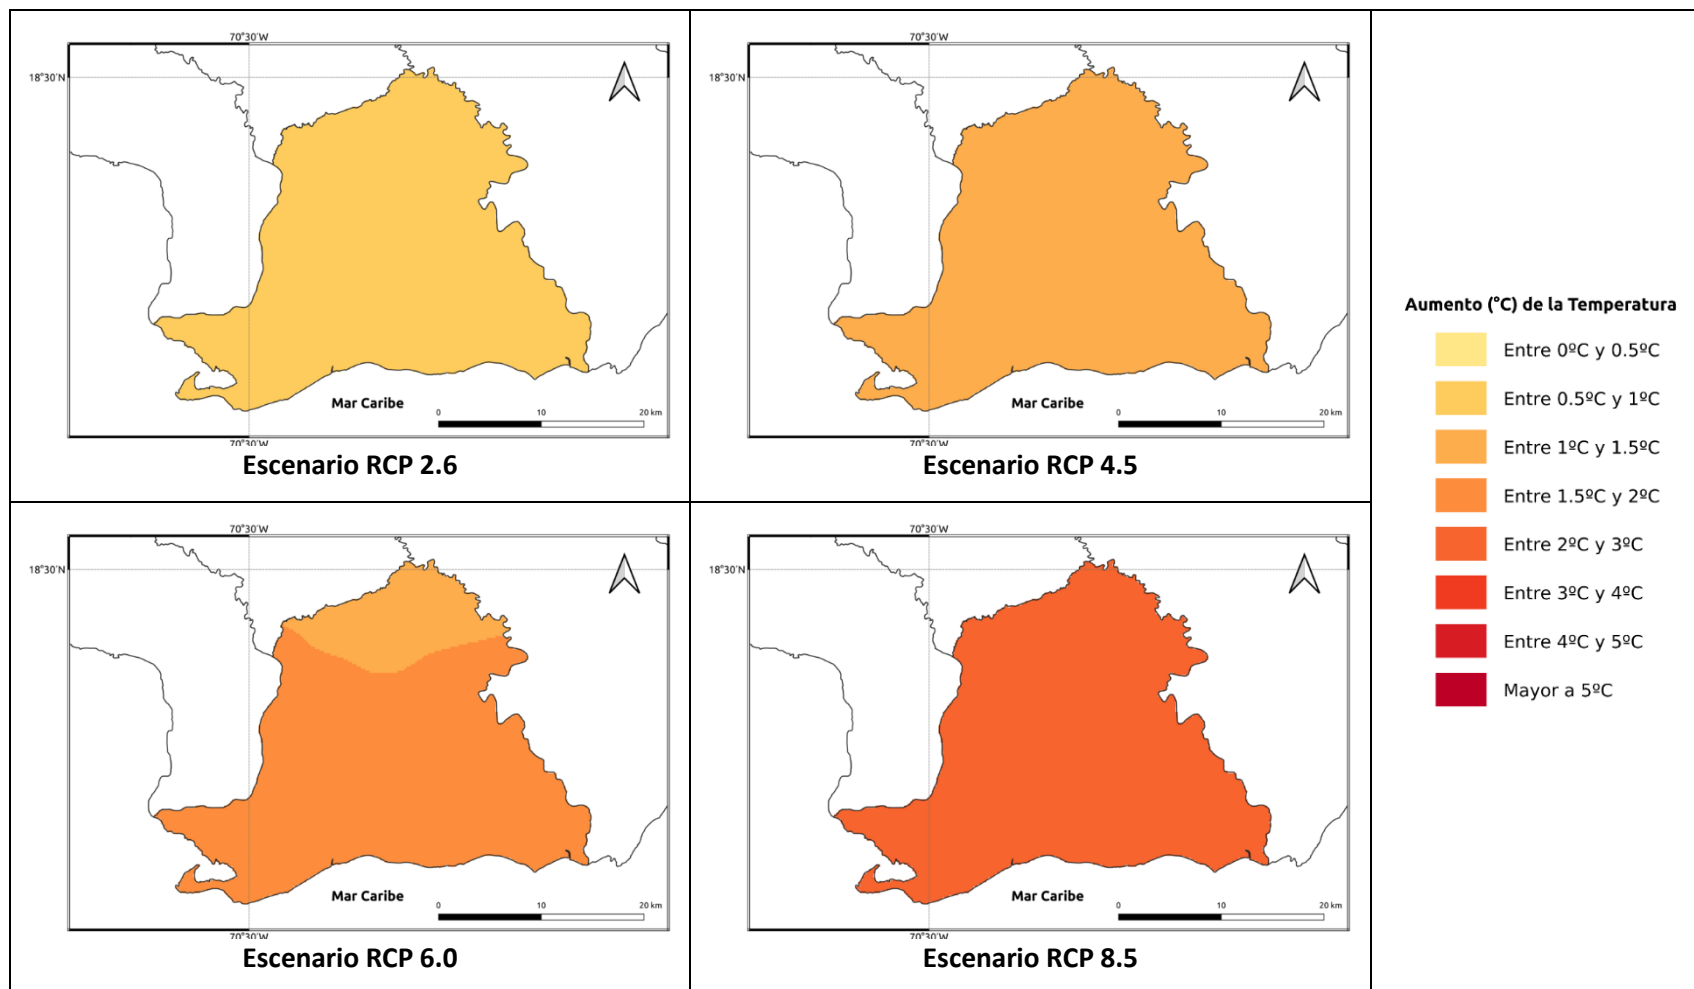 70°30'W
18°30'N
Mar Caribe
0 10 20 km
70°30'W
Escenario RCP 2.6
70°30'W
18°30'N
Mar Caribe
0 10 20 km
70°30'W
Escenario RCP 4.5
70°30'W
18°30'N
Mar Caribe
0 10 20 km
70°30'W
Escenario RCP 6.0
70°30'W
18°30'N
Mar Caribe
0 10 20 km
70°30'W
Escenario RCP 8.5
Aumento (°C) de la Temperatura
Entre 0ºC y 0.5ºC
Entre 0.5ºC y 1ºC
Entre 1ºC y 1.5ºC
Entre 1.5ºC y 2ºC
Entre 2ºC y 3ºC
Entre 3ºC y 4ºC
Entre 4ºC y 5ºC
Mayor a 5ºC